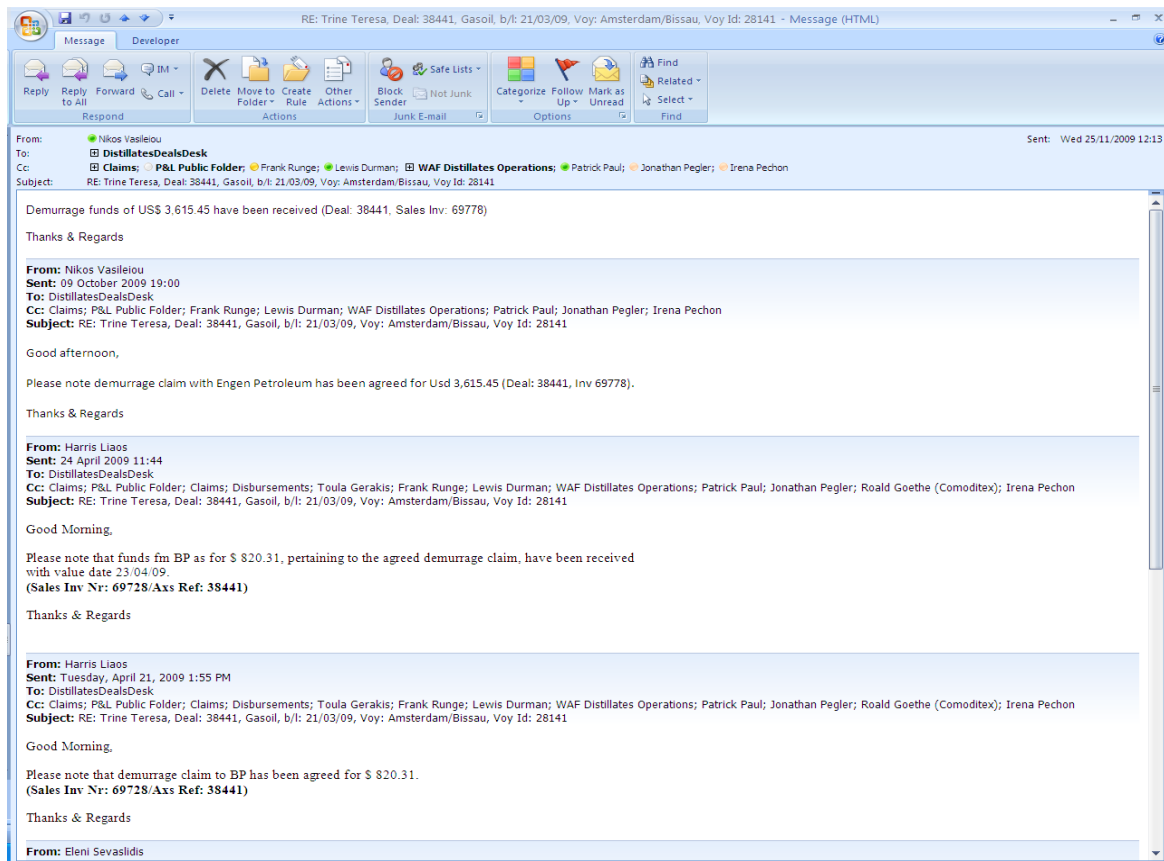 RE: Trine Teresa, Deal: 38441, Gasoil, b/l: 21/03/09, Voy: Amsterdam/Bissau, Voy Id: 28141 - Message (HTML)
Message Developer
Reply Reply to All Forward IM Call
Respond
Delete Move to Folder Create Rule Other Actions
Actions
Block Sender Safe Lists Not Junk
Junk E-mail
Categorize Follow Up Mark as Unread
Options
Find Related Select
Find
From: Nikos Vasileiou Sent: Wed 25/11/2009 12:13
To: DistillatesDealsDesk
Cc: Claims; P&L Public Folder; Frank Runge; Lewis Durman; WAF Distillates Operations; Patrick Paul; Jonathan Pegler; Irena Pechon
Subject: RE: Trine Teresa, Deal: 38441, Gasoil, b/l: 21/03/09, Voy: Amsterdam/Bissau, Voy Id: 28141
Demurrage funds of US$ 3,615.45 have been received (Deal: 38441, Sales Inv: 69778)
Thanks & Regards
From: Nikos Vasileiou
Sent: 09 October 2009 19:00
To: DistillatesDealsDesk
Cc: Claims; P&L Public Folder; Frank Runge; Lewis Durman; WAF Distillates Operations; Patrick Paul; Jonathan Pegler; Irena Pechon
Subject: RE: Trine Teresa, Deal: 38441, Gasoil, b/l: 21/03/09, Voy: Amsterdam/Bissau, Voy Id: 28141
Good afternoon,
Please note demurrage claim with Engen Petroleum has been agreed for Usd 3,615.45 (Deal: 38441, Inv 69778).
Thanks & Regards
From: Harris Liaos
Sent: 24 April 2009 11:44
To: DistillatesDealsDesk
Cc: Claims; P&L Public Folder; Claims; Disbursements; Toula Gerakis; Frank Runge; Lewis Durman; WAF Distillates Operations; Patrick Paul; Jonathan Pegler; Roald Goethe (Comoditex); Irena Pechon
Subject: RE: Trine Teresa, Deal: 38441, Gasoil, b/l: 21/03/09, Voy: Amsterdam/Bissau, Voy Id: 28141
Good Morning,
Please note that funds fm BP as for $ 820.31, pertaining to the agreed demurrage claim, have been received
with value date 23/04/09.
(Sales Inv Nr: 69728/Axs Ref: 38441)
Thanks & Regards
From: Harris Liaos
Sent: Tuesday, April 21, 2009 1:55 PM
To: DistillatesDealsDesk
Cc: Claims; P&L Public Folder; Claims; Disbursements; Toula Gerakis; Frank Runge; Lewis Durman; WAF Distillates Operations; Patrick Paul; Jonathan Pegler; Roald Goethe (Comoditex); Irena Pechon
Subject: RE: Trine Teresa, Deal: 38441, Gasoil, b/l: 21/03/09, Voy: Amsterdam/Bissau, Voy Id: 28141
Good Morning,
Please note that demurrage claim to BP has been agreed for $ 820.31.
(Sales Inv Nr: 69728/Axs Ref: 38441)
Thanks & Regards
From: Eleni Sevaslidis